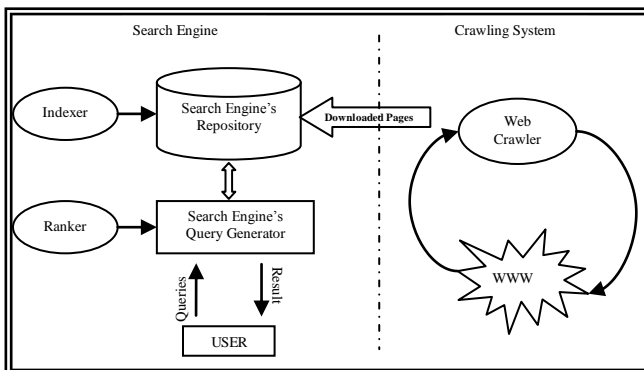 Search Engine
Crawling System
Indexer
Search Engine's
Repository
Downloaded Pages
Web
Crawler
Ranker
Search Engine's
Query Generator
WWW
Queries
Result
USER